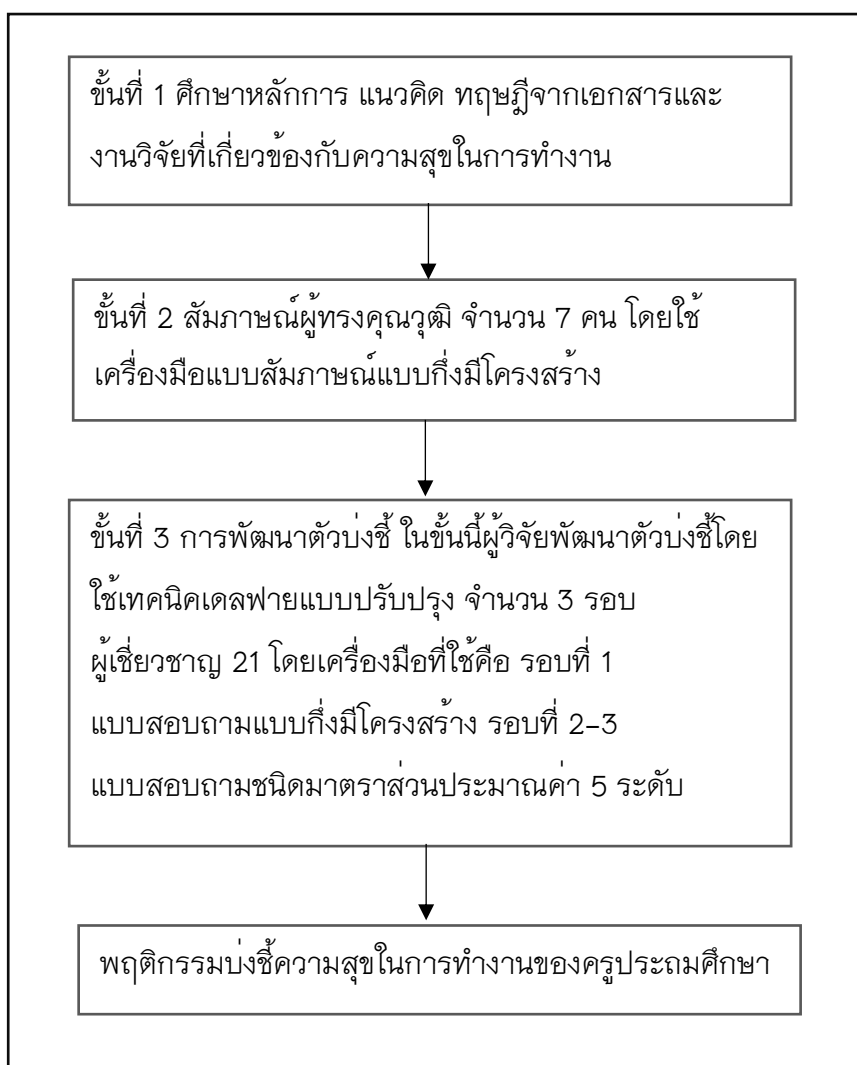 ขั้นที่ 1 ศึกษาหลักการ แนวคิด ทฤษฎีจากเอกสารและ
งานวิจัยที่เกี่ยวข้องกับความสุขในการทำงาน
ขั้นที่ 2 สัมภาษณ์ผู้ทรงคุณวุฒิ จำนวน 7 คน โดยใช้
เครื่องมือแบบสัมภาษณ์แบบกึ่งมีโครงสร้าง
ขั้นที่ 3 การพัฒนาตัวบ่งชี้ ในขั้นนี้ผู้วิจัยพัฒนาตัวบ่งชี้โดย
ใช้เทคนิคเดลฟายแบบปรับปรุง จำนวน 3 รอบ
ผู้เชี่ยวชาญ 21 โดยเครื่องมือที่ใช้คือ รอบที่ 1
แบบสอบถามแบบกึ่งมีโครงสร้าง รอบที่ 2–3
แบบสอบถามชนิดมาตราส่วนประมาณค่า 5 ระดับ
พฤติกรรมบ่งชี้ความสุขในการทำงานของครูประถมศึกษา